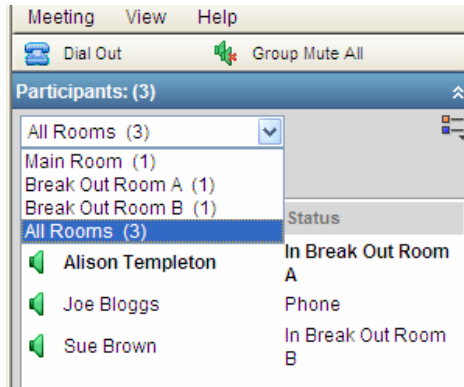 Meeting View Help
Dial Out Group Mute All
Participants: (3)
All Rooms (3)
Main Room (1)
Break Out Room A (1)
Break Out Room B (1)
All Rooms (3)
Status
Alison Templeton In Break Out Room
A
Joe Bloggs Phone
Sue Brown In Break Out Room
B